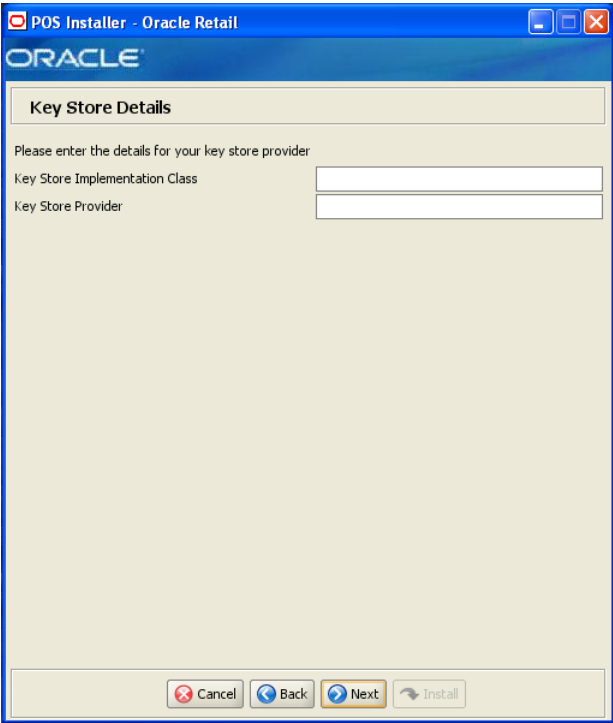 POS Installer - Oracle Retail
ORACLE
Key Store Details
Please enter the details for your key store provider
Key Store Implementation Class
Key Store Provider
Cancel Back Next Install